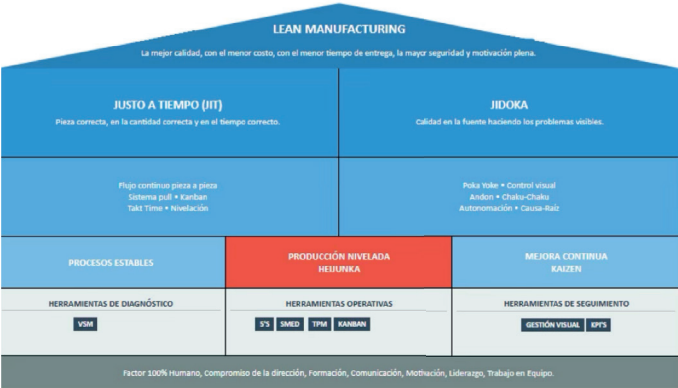 LEAN MANUFACTURING
La mejor calidad, con el menor costo, con el menor tiempo de entrega, la mayor seguridad y motivación plena.
JUSTO A TIEMPO (JIT)
Pieza correcta, en la cantidad correcta y en el tiempo correcto.
JIDOKA
Calidad en la fuente haciendo los problemas visibles.
Flujo continuo pieza a pieza
Sistema pull • Kanban
Takt Time • Nivelación
Poka Yoke • Control visual
Andon • Chaku-Chaku
Autonomación • Causa-Raíz
PROCESOS ESTABLES
PRODUCCIÓN NIVELADA
HEIJUNKA
MEJORA CONTINUA
KAIZEN
HERRAMIENTAS DE DIAGNÓSTICO
VSM
HERRAMIENTAS OPERATIVAS
5'S SMED TPM KANBAN
HERRAMIENTAS DE SEGUIMIENTO
GESTIÓN VISUAL KPI'S
Factor 100% Humano, Compromiso de la dirección, Formación, Comunicación, Motivación, Liderazgo, Trabajo en Equipo.